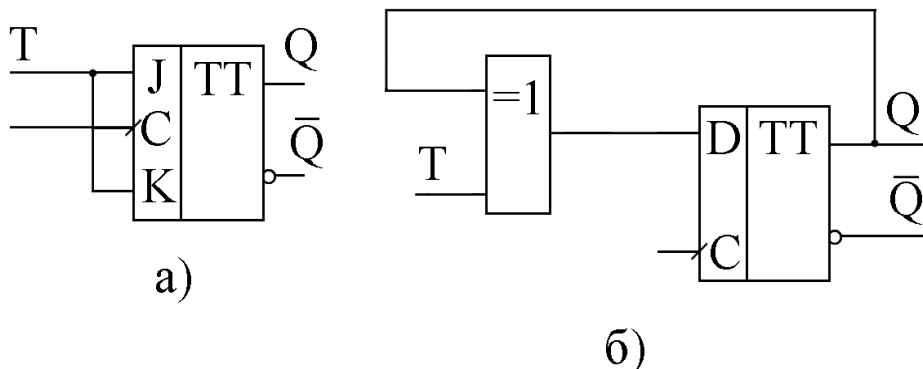 T
J TT Q
C
K Q̅
а)
=1
T
D TT Q
C Q̅
б)